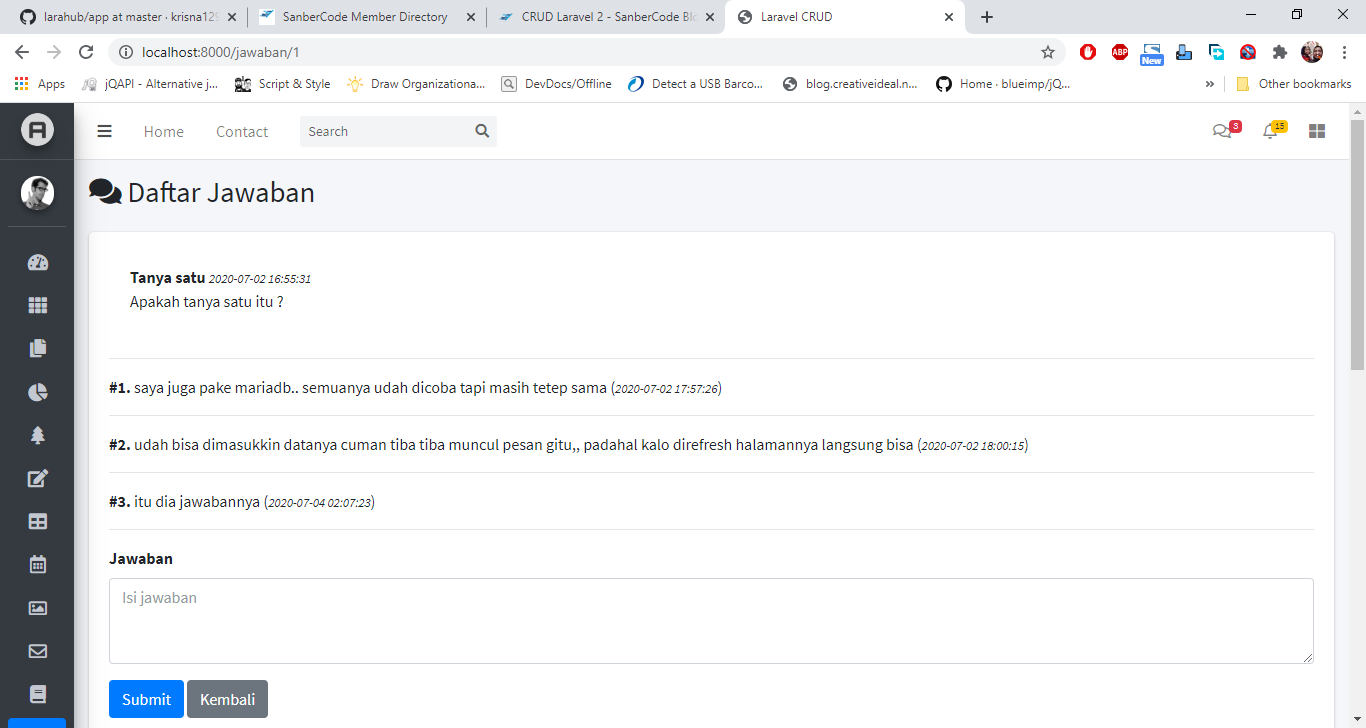 larahub/app at master · krisna129
SanberCode Member Directory
CRUD Laravel 2 - SanberCode Blo
Laravel CRUD
localhost:8000/jawaban/1
ABP
New
Apps
jQAPI - Alternative j...
Script & Style
Draw Organizationa...
DevDocs/Offline
Detect a USB Barco...
blog.creativeideal.n...
Home · blueimp/jQ...
»
Other bookmarks
Home
Contact
Search
3
15
Daftar Jawaban
Tanya satu 2020-07-02 16:55:31
Apakah tanya satu itu ?
#1. saya juga pake mariadb.. semuanya udah dicoba tapi masih tetep sama (2020-07-02 17:57:26)
#2. udah bisa dimasukkin datanya cuman tiba tiba muncul pesan gitu,, padahal kalo direfresh halamannya langsung bisa (2020-07-02 18:00:15)
#3. itu dia jawabannya (2020-07-04 02:07:23)
Jawaban
Isi jawaban
Submit
Kembali